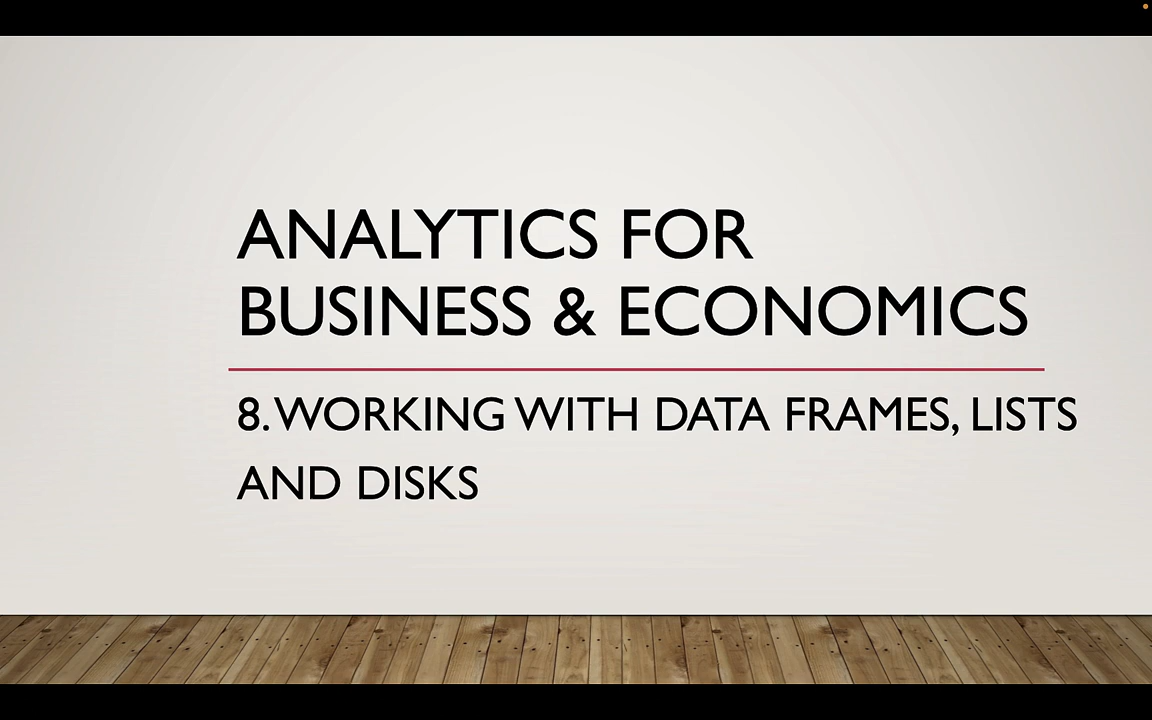 ANALYTICS FOR
BUSINESS & ECONOMICS
8. WORKING WITH DATA FRAMES, LISTS
AND DISKS